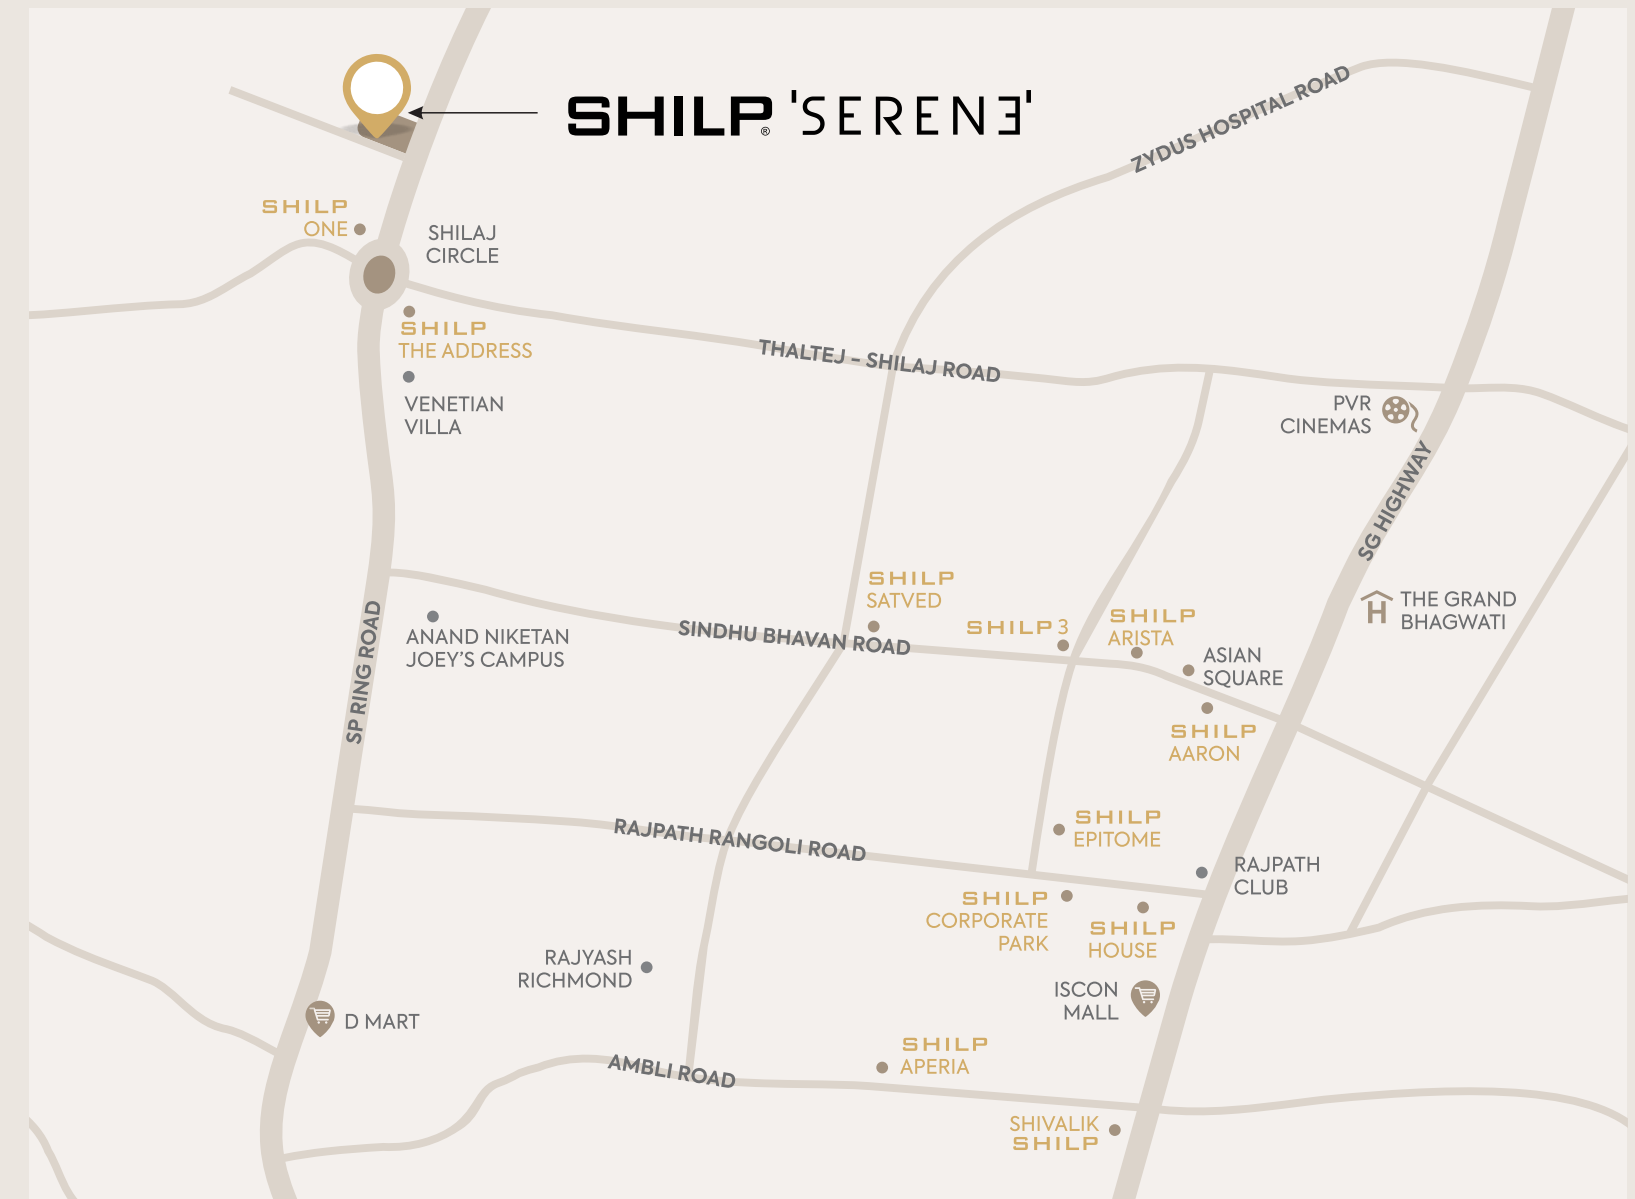 SHILP® 'SERENE'
ZYDUS HOSPITAL ROAD
SHILP
ONE
SHILAJ
CIRCLE
SHILP
THE ADDRESS
THALTEJ - SHILAJ ROAD
VENETIAN
VILLA
PVR
CINEMAS
SG HIGHWAY
SHILP
SATVED
SHILP 3
SHILP
ARISTA
THE GRAND
BHAGWATI
H
SP RING ROAD
ANAND NIKETAN
JOEY'S CAMPUS
SINDHU BHAVAN ROAD
ASIAN
SQUARE
SHILP
AARON
RAJPATH RANGOLI ROAD
SHILP
EPITOME
RAJPATH
CLUB
SHILP
CORPORATE
PARK
SHILP
HOUSE
RAJYASH
RICHMOND
ISCON
MALL
D MART
AMBLI ROAD
SHILP
APERIA
SHIVALIK
SHILP